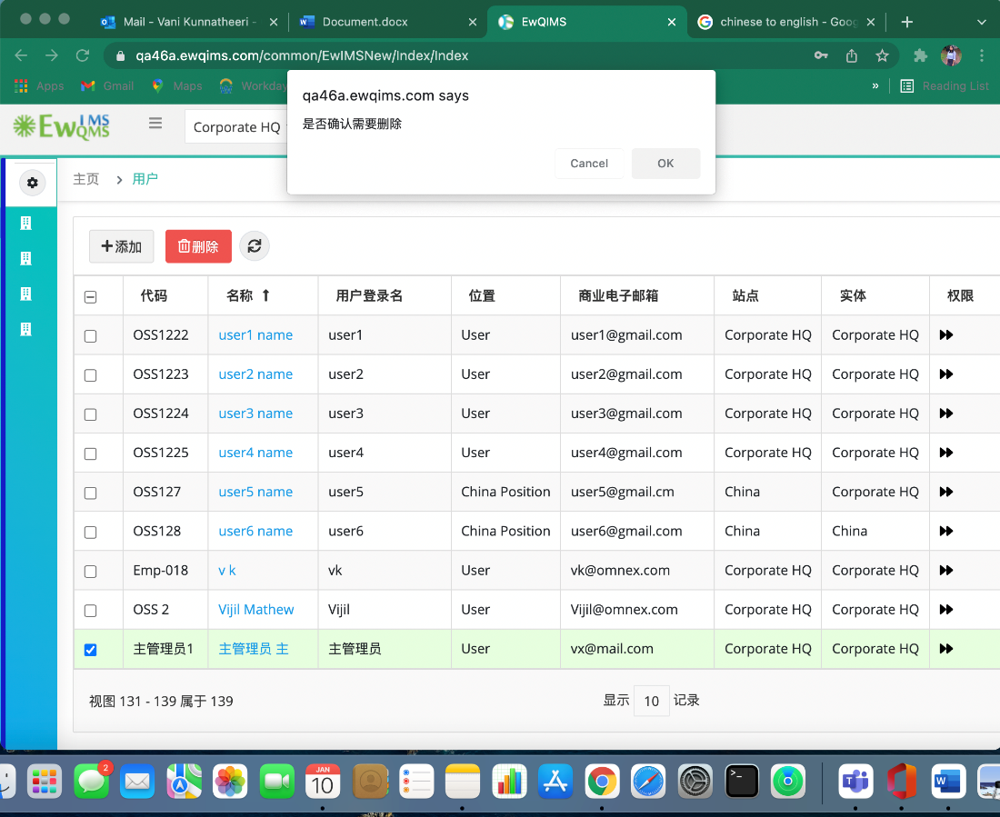 Mail – Vani Kunnatheeri -
Document.docx
EwQIMS
chinese to english - Goog
qa46a.ewqims.com/common/EwIMSNew/Index/Index
Apps
Gmail
Maps
Workday
»
Reading List
qa46a.ewqims.com says
是否确认需要删除
Cancel
OK
EwIMS
QMS
Corporate HQ
主页 > 用户
+添加
删除
代码 名称 ↑ 用户登录名 位置 商业电子邮箱 站点 实体 权限
OSS1222 user1 name user1 User user1@gmail.com Corporate HQ Corporate HQ
OSS1223 user2 name user2 User user2@gmail.com Corporate HQ Corporate HQ
OSS1224 user3 name user3 User user3@gmail.com Corporate HQ Corporate HQ
OSS1225 user4 name user4 User user4@gmail.com Corporate HQ Corporate HQ
OSS127 user5 name user5 China Position user5@gmail.cm China Corporate HQ
OSS128 user6 name user6 China Position user6@gmail.com China China
Emp-018 v k vk User vk@omnex.com Corporate HQ Corporate HQ
OSS 2 Vijil Mathew Vijil User Vijil@omnex.com Corporate HQ Corporate HQ
主管理员1 主管理员 主 主管理员 User vx@mail.com Corporate HQ Corporate HQ
视图 131 - 139 属于 139
显示 10 记录
2
JAN
10